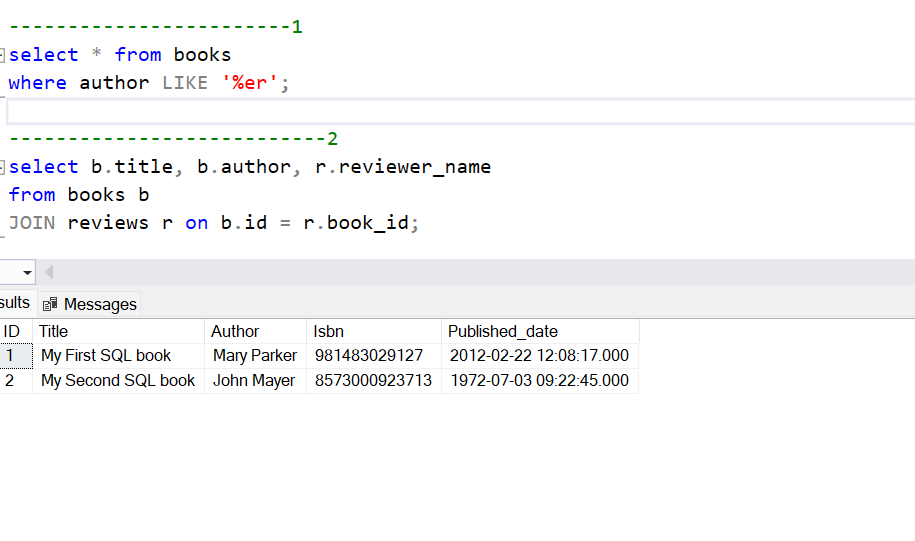 ------------------------1
select * from books
where author LIKE '%er';
---------------------------2
select b.title, b.author, r.reviewer_name
from books b
JOIN reviews r on b.id = r.book_id;
sults Messages
ID Title Author Isbn Published_date
1 My First SQL book Mary Parker 981483029127 2012-02-22 12:08:17.000
2 My Second SQL book John Mayer 8573000923713 1972-07-03 09:22:45.000